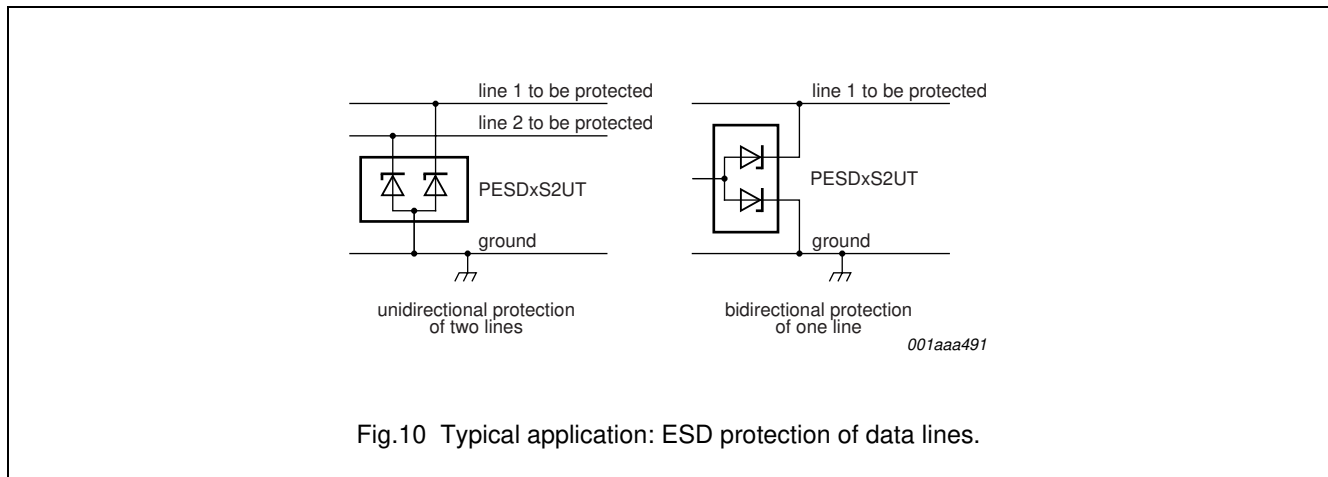 line 1 to be protected
line 2 to be protected
PESDxS2UT
ground
unidirectional protection
of two lines
line 1 to be protected
PESDxS2UT
ground
bidirectional protection
of one line
001aaa491
Fig.10 Typical application: ESD protection of data lines.